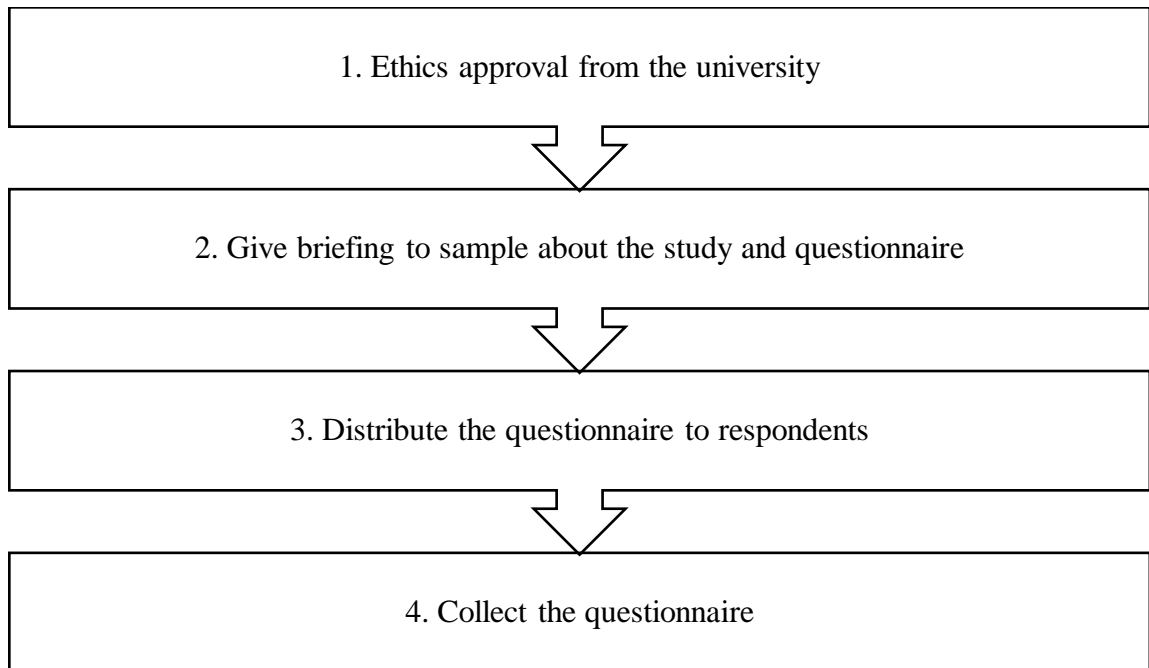 1. Ethics approval from the university
2. Give briefing to sample about the study and questionnaire
3. Distribute the questionnaire to respondents
4. Collect the questionnaire